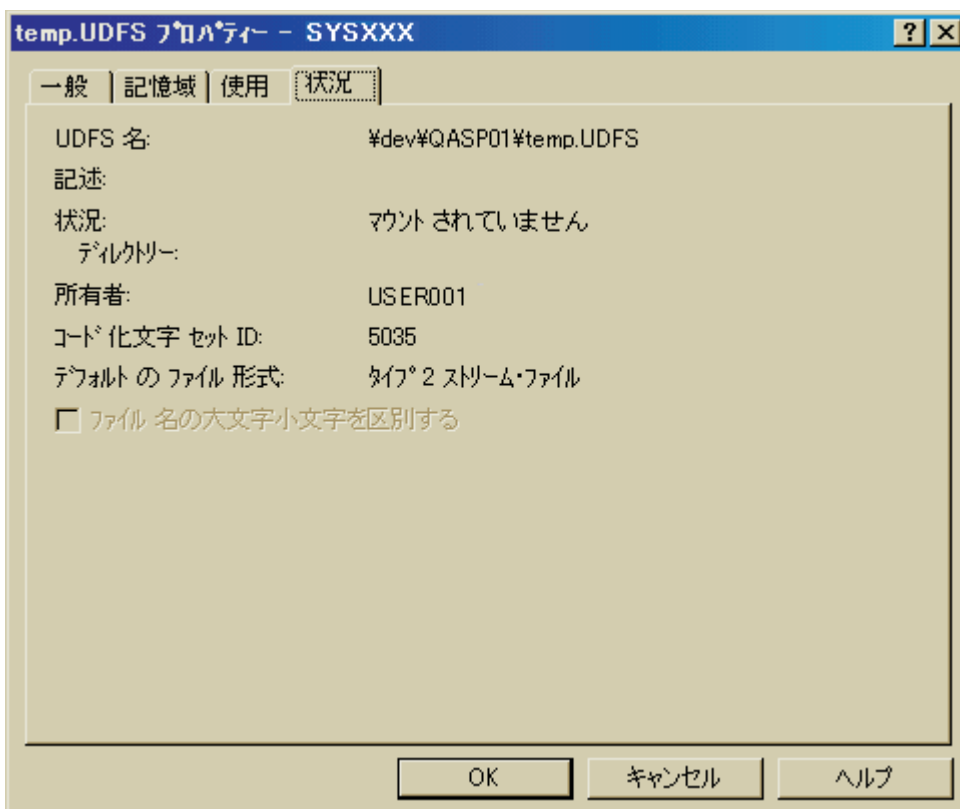 temp.UDFS プロパティー - SYSXXX
一般 記憶域 使用 状況
UDFS 名: ¥dev¥QASP01¥temp.UDFS
記述:
状況: マウント されていません
ディレクトリー:
所有者: USER001
コード 化文字 セット ID: 5035
デフォルト の ファイル 形式: タイプ 2 ストリーム・ファイル
ファイル 名の大文字小文字を区別する
OK キャンセル ヘルプ